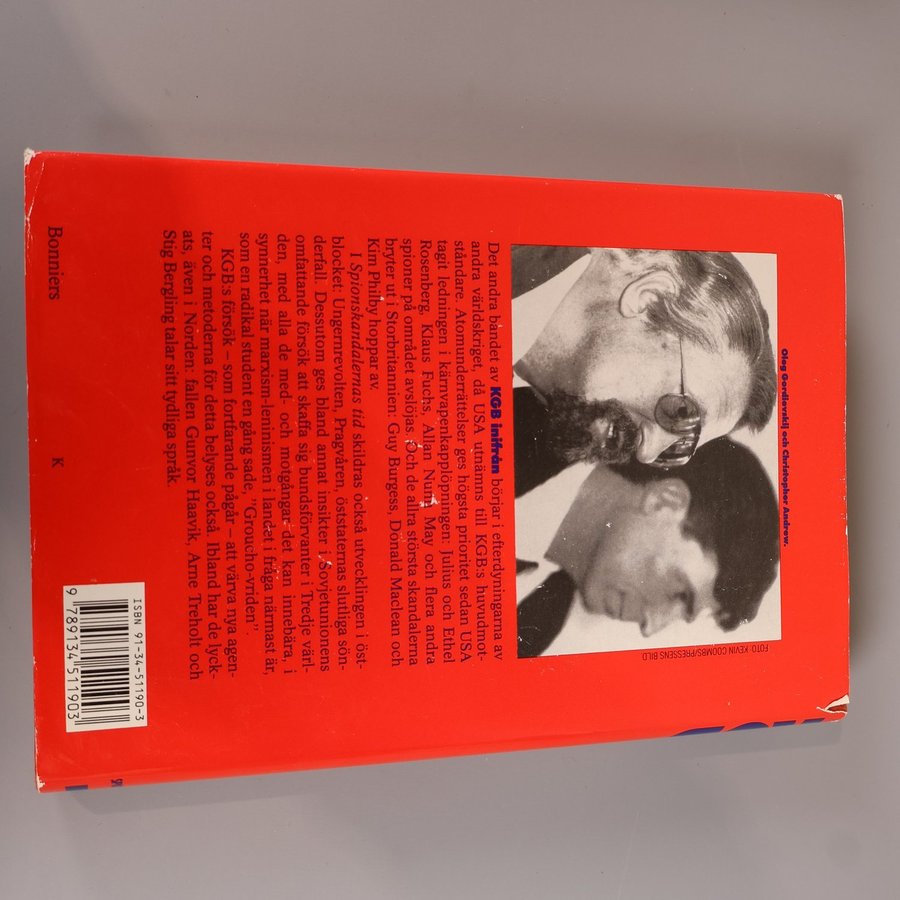 Oleg Gordievskij och Christopher Andrew.
FOTO: KEVIN COOMBS/PRESSENS BILD
Det andra bandet av KGB inifrån börjar i efterdyningarna av
andra världskriget, då USA utnämns till KGB:s huvudmot-
ståndare. Atomunderrättelser ges högsta prioritet sedan USA
tagit ledningen i kärnvapenkapplöpningen: Julius och Ethel
Rosenberg, Klaus Fuchs, Allan Nunn May och flera andra
spioner på området avslöjas. Och de allra största skandalerna
bryter ut i Storbritannien: Guy Burgess, Donald Maclean och
Kim Philby hoppar av.
I Spionskandalernas tid skildras också utvecklingen i öst-
blocket: Ungernrevolten, Pragvåren, öststaternas slutliga sön-
derfall. Dessutom ges bland annat insikter i Sovjetunionens
omfattande försök att skaffa sig bundsförvanter i Tredje värl-
den, med alla de med- och motgångar det kan innebära, i
synnerhet när marxism-leninismen i landet i fråga närmast är,
som en radikal student en gång sade, ”Groucho-vriden”.
KGB:s försök – som fortfarande pågår – att värva nya agen-
ter och metoderna för detta belyses också. Ibland har de lyck-
ats, även i Norden: fallen Gunvor Haavik, Arne Treholt och
Stig Bergling talar sitt tydliga språk.
Bonniers
K
ISBN 91-34-51190-3
9 789134 511903